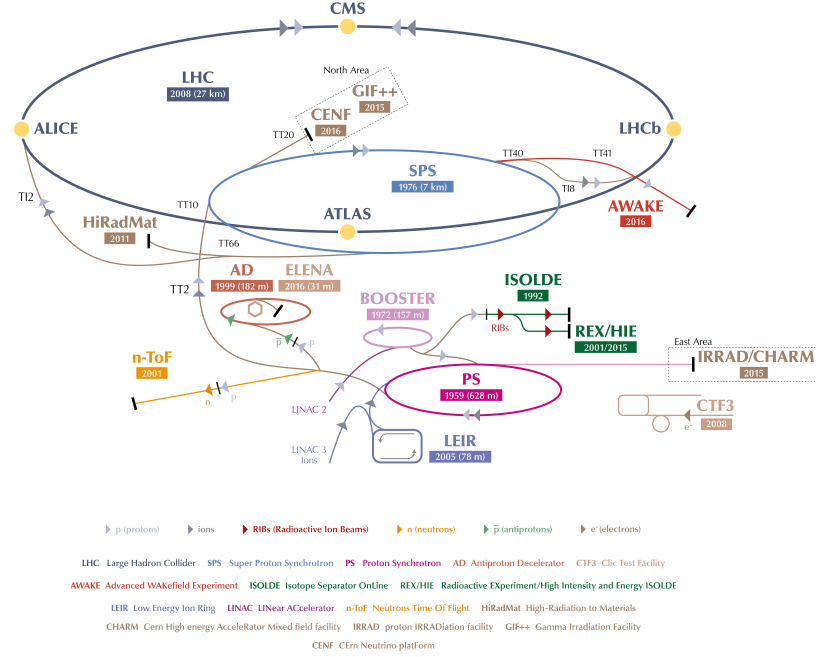 CMS
North Area
LHC
2008 (27 km)
GIF++
2015
CENF
2016
TT20
ALICE
LHCb
TT40
TT41
SPS
1976 (7 km)
TI8
TI2
TT10
AWAKE
2016
ATLAS
HiRadMat
2011
TT66
AD
1999 (182 m)
ELENA
2016 (31 m)
TT2
ISOLDE
1992
BOOSTER
1972 (157 m)
RIBs
REX/HIE
2001/2015
p
p
East Area
n-ToF
2001
IRRAD/CHARM
2015
PS
1959 (628 m)
n
p
LINAC 2
CTF3
2008
e-
LEIR
2005 (78 m)
LINAC 3
Ions
p (protons) ions RIBs (Radioactive Ion Beams) n (neutrons) p̅ (antiprotons) e- (electrons)
LHC Large Hadron Collider SPS Super Proton Synchrotron PS Proton Synchrotron AD Antiproton Decelerator CTF3 Clic Test Facility
AWAKE Advanced WAKefield Experiment ISOLDE Isotope Separator OnLine REX/HIE Radioactive EXperiment/High Intensity and Energy ISOLDE
LEIR Low Energy Ion Ring LINAC LINear ACcelerator n-ToF Neutrons Time Of Flight HiRadMat High-Radiation to Materials
CHARM Cern High energy AcceleRator Mixed field facility IRRAD proton IRRADiation facility GIF++ Gamma Irradiation Facility
CENF CErn Neutrino platForm